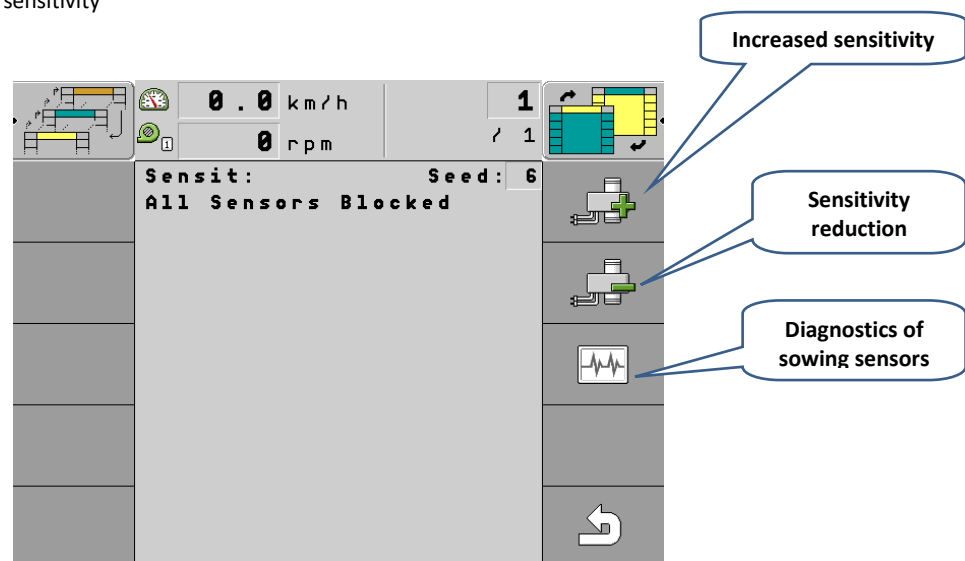 sensitivity
Increased sensitivity
0.0 km/h 1
1 0 rpm / 1
Sensit: Seed: 6
All Sensors Blocked
Sensitivity
reduction
Diagnostics of
sowing sensors